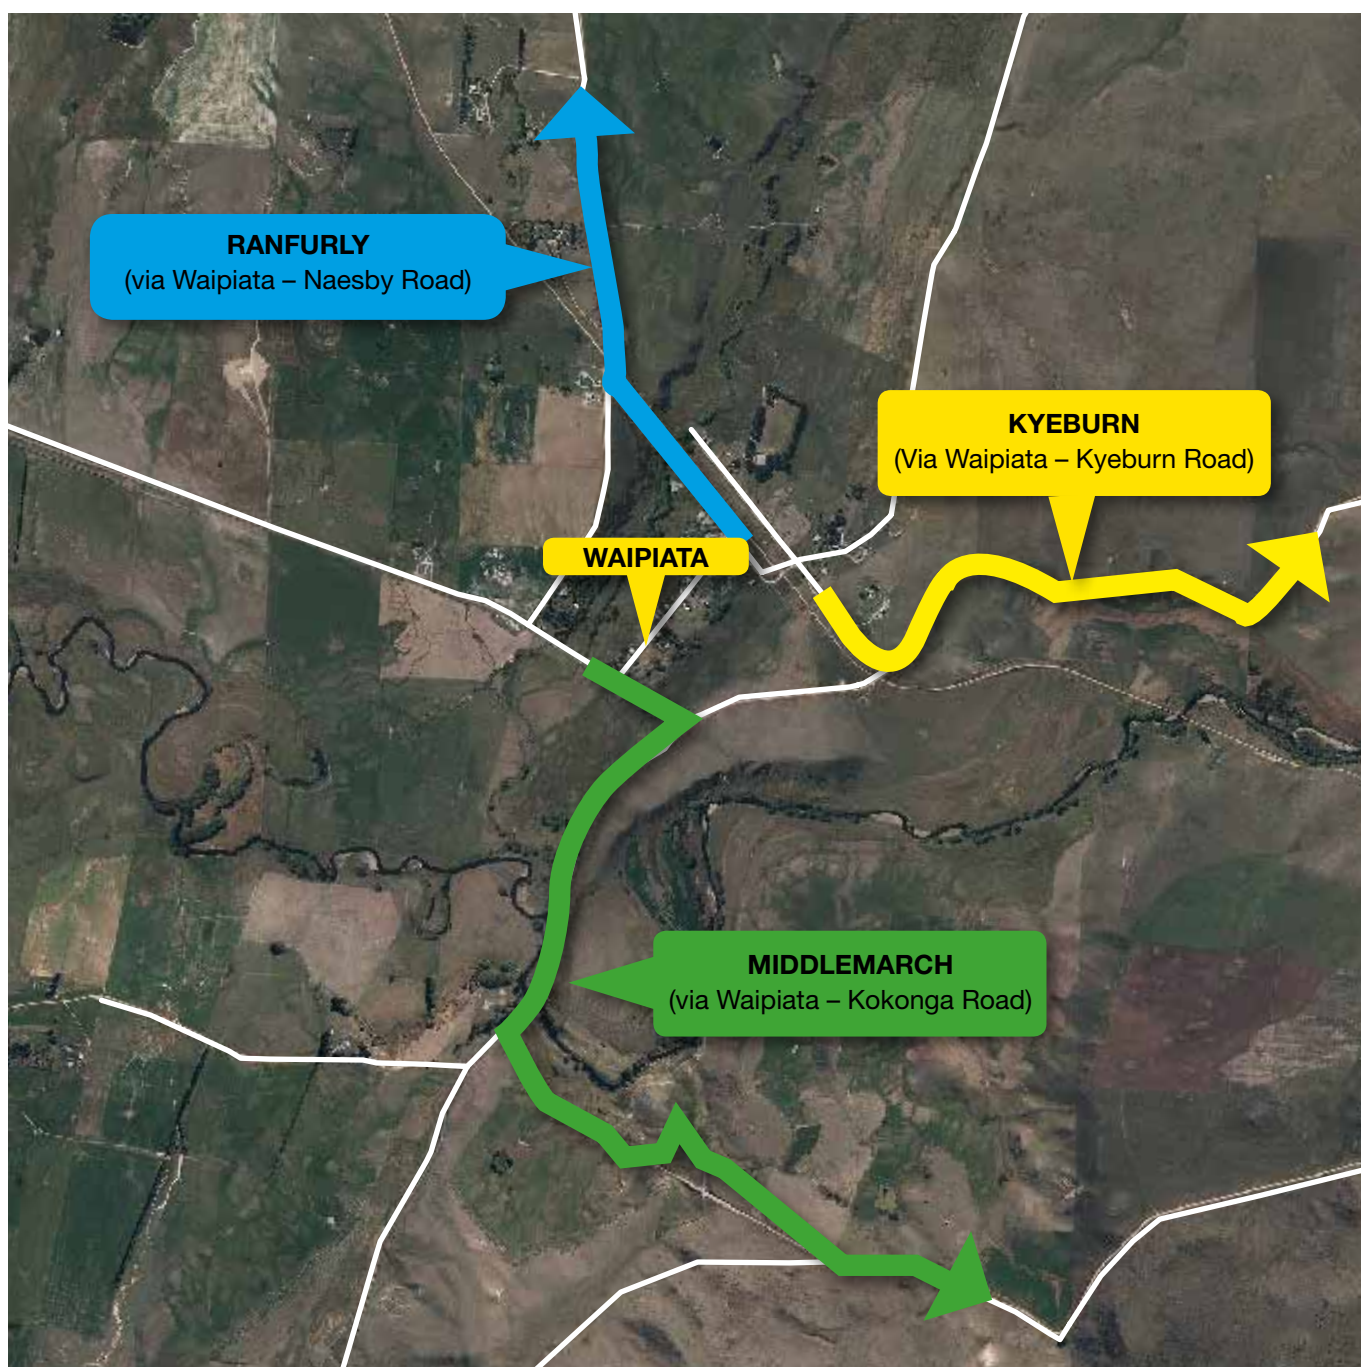 RANFURLY
(via Waipiata – Naesby Road)
KYEBURN
(Via Waipiata – Kyeburn Road)
WAIPIATA
MIDDLEMARCH
(via Waipiata – Kokonga Road)